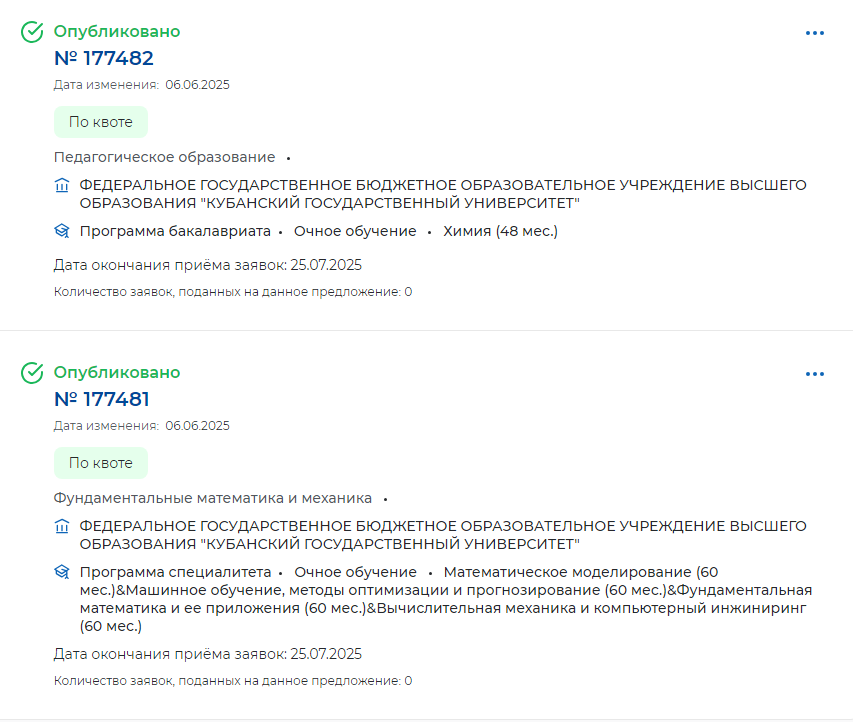 Опубликовано
№ 177482
Дата изменения: 06.06.2025
По квоте
Педагогическое образование •
ФЕДЕРАЛЬНОЕ ГОСУДАРСТВЕННОЕ БЮДЖЕТНОЕ ОБРАЗОВАТЕЛЬНОЕ УЧРЕЖДЕНИЕ ВЫСШЕГО
ОБРАЗОВАНИЯ "КУБАНСКИЙ ГОСУДАРСТВЕННЫЙ УНИВЕРСИТЕТ"
Программа бакалавриата • Очное обучение • Химия (48 мес.)
Дата окончания приёма заявок: 25.07.2025
Количество заявок, поданных на данное предложение: 0
Опубликовано
№ 177481
Дата изменения: 06.06.2025
По квоте
Фундаментальные математика и механика •
ФЕДЕРАЛЬНОЕ ГОСУДАРСТВЕННОЕ БЮДЖЕТНОЕ ОБРАЗОВАТЕЛЬНОЕ УЧРЕЖДЕНИЕ ВЫСШЕГО
ОБРАЗОВАНИЯ "КУБАНСКИЙ ГОСУДАРСТВЕННЫЙ УНИВЕРСИТЕТ"
Программа специалитета • Очное обучение • Математическое моделирование (60
мес.)&Машинное обучение, методы оптимизации и прогнозирование (60 мес.)&Фундаментальная
математика и ее приложения (60 мес.)&Вычислительная механика и компьютерный инжиниринг
(60 мес.)
Дата окончания приёма заявок: 25.07.2025
Количество заявок, поданных на данное предложение: 0